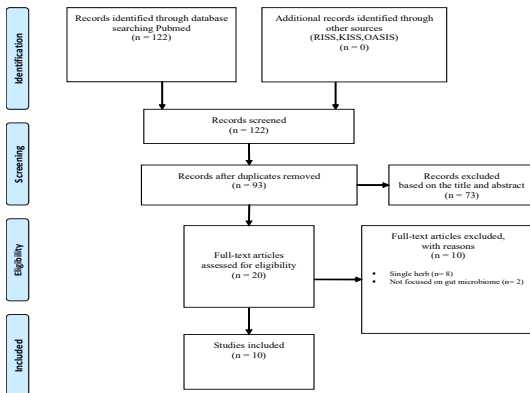 Identification
Records identified through database
searching Pubmed
(n = 122)
Additional records identified through
other sources
(RISS,KISS,OASIS)
(n = 0)
Records screened
(n = 122)
Screening
Records after duplicates removed
(n = 93)
Records excluded
based on the title and abstract
(n = 73)
Eligibility
Full-text articles
assessed for eligibility
(n = 20)
Full-text articles excluded,
with reasons
(n = 10)
• Single herb (n= 8)
• Not focused on gut microbiome (n= 2)
Included
Studies included
(n = 10)